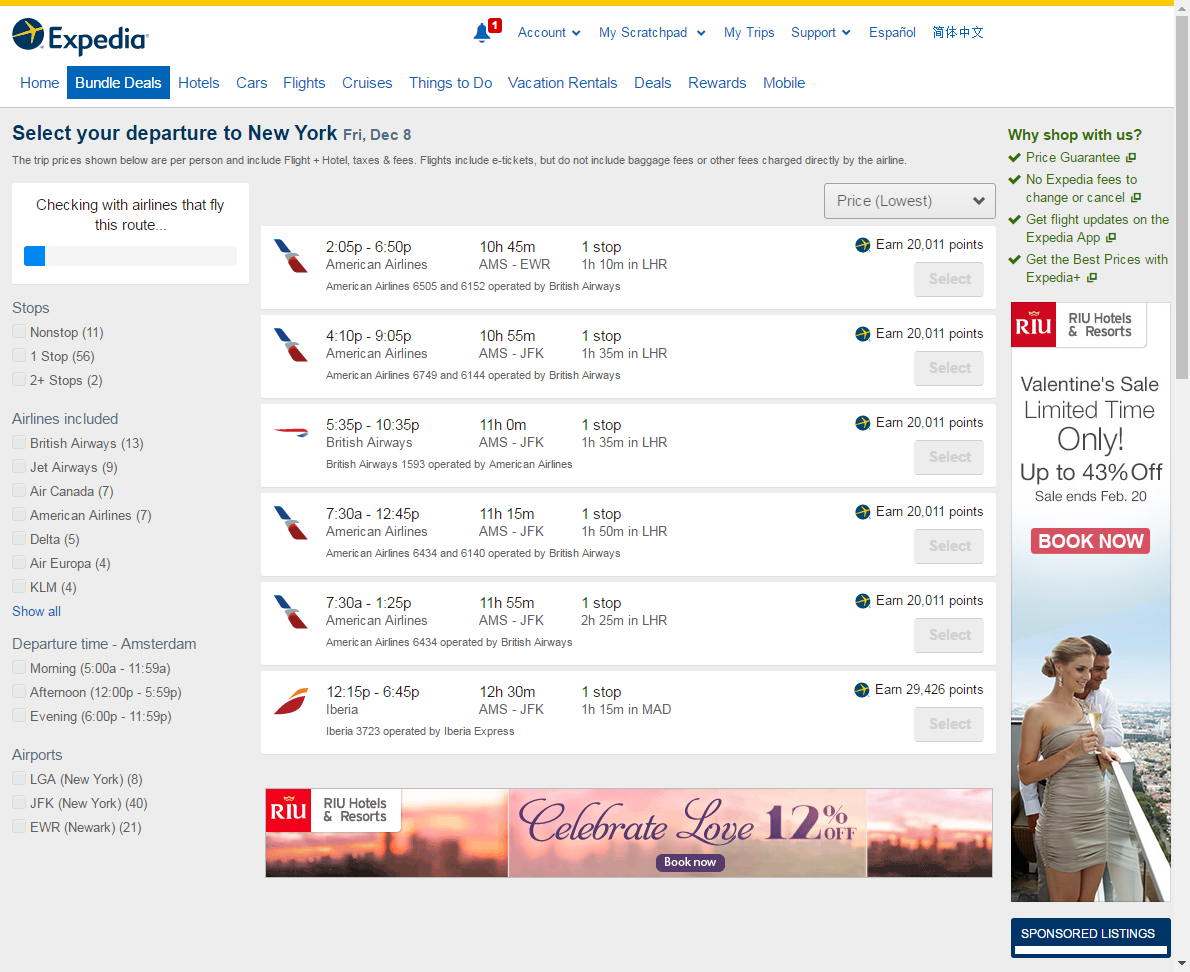 Expedia
1
Account
My Scratchpad
My Trips
Support
Español
简体中文
Home
Bundle Deals
Hotels
Cars
Flights
Cruises
Things to Do
Vacation Rentals
Deals
Rewards
Mobile
Select your departure to New York Fri, Dec 8
The trip prices shown below are per person and include Flight + Hotel, taxes & fees. Flights include e-tickets, but do not include baggage fees or other fees charged directly by the airline.
Checking with airlines that fly
this route...
Stops
Nonstop (11)
1 Stop (56)
2+ Stops (2)
Airlines included
British Airways (13)
Jet Airways (9)
Air Canada (7)
American Airlines (7)
Delta (5)
Air Europa (4)
KLM (4)
Show all
Departure time - Amsterdam
Morning (5:00a - 11:59a)
Afternoon (12:00p - 5:59p)
Evening (6:00p - 11:59p)
Airports
LGA (New York) (8)
JFK (New York) (40)
EWR (Newark) (21)
Price (Lowest)
2:05p - 6:50p 10h 45m 1 stop Earn 20,011 points
American Airlines AMS - EWR 1h 10m in LHR
American Airlines 6505 and 6152 operated by British Airways
Select
4:10p - 9:05p 10h 55m 1 stop Earn 20,011 points
American Airlines AMS - JFK 1h 35m in LHR
American Airlines 6749 and 6144 operated by British Airways
Select
5:35p - 10:35p 11h 0m 1 stop Earn 20,011 points
British Airways AMS - JFK 1h 35m in LHR
British Airways 1593 operated by American Airlines
Select
7:30a - 12:45p 11h 15m 1 stop Earn 20,011 points
American Airlines AMS - JFK 1h 50m in LHR
American Airlines 6434 and 6140 operated by British Airways
Select
7:30a - 1:25p 11h 55m 1 stop Earn 20,011 points
American Airlines AMS - JFK 2h 25m in LHR
American Airlines 6434 operated by British Airways
Select
12:15p - 6:45p 12h 30m 1 stop Earn 29,426 points
Iberia AMS - JFK 1h 15m in MAD
Iberia 3723 operated by Iberia Express
Select
RIU
RIU Hotels
& Resorts
Celebrate Love 12% OFF
Book now
Why shop with us?
Price Guarantee
No Expedia fees to
change or cancel
Get flight updates on the
Expedia App
Get the Best Prices with
Expedia+
RIU
RIU Hotels
& Resorts
Valentine's Sale
Limited Time
Only!
Up to 43% Off
Sale ends Feb. 20
BOOK NOW
SPONSORED LISTINGS